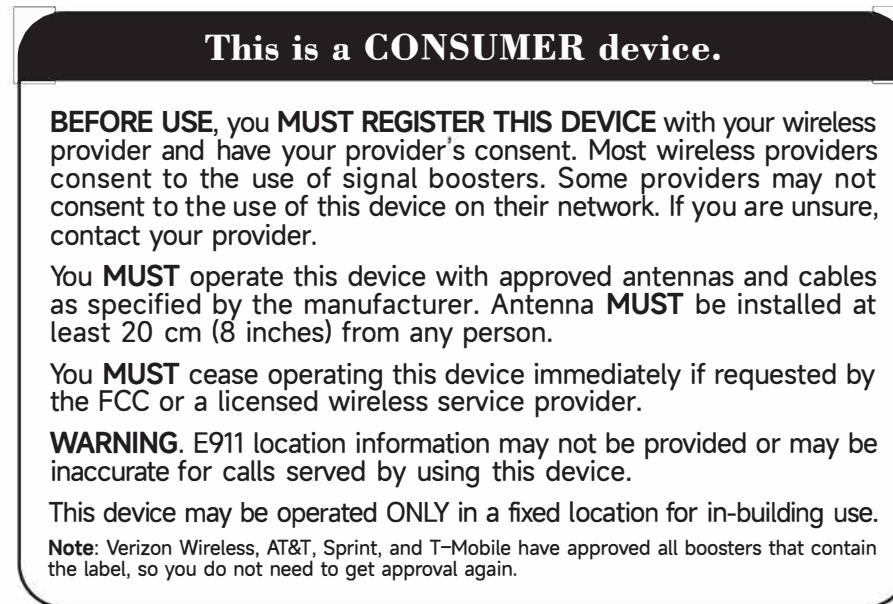 This is a CONSUMER device.
BEFORE USE, you MUST REGISTER THIS DEVICE with your wireless
provider and have your provider's consent. Most wireless providers
consent to the use of signal boosters. Some providers may not
consent to the use of this device on their network. If you are unsure,
contact your provider.
You MUST operate this device with approved antennas and cables
as specified by the manufacturer. Antenna MUST be installed at
least 20 cm (8 inches) from any person.
You MUST cease operating this device immediately if requested by
the FCC or a licensed wireless service provider.
WARNING. E911 location information may not be provided or may be
inaccurate for calls served by using this device.
This device may be operated ONLY in a fixed location for in-building use.
Note: Verizon Wireless, AT&T, Sprint, and T-Mobile have approved all boosters that contain
the label, so you do not need to get approval again.